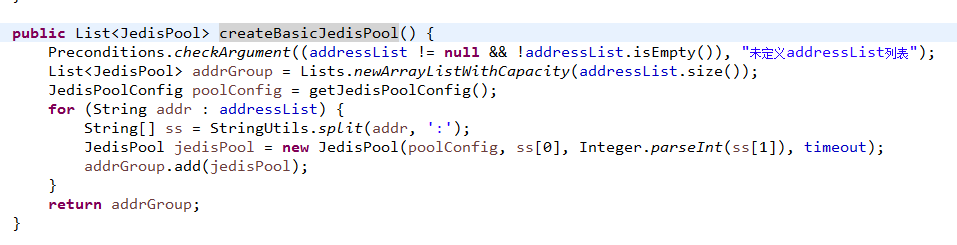 public List<JedisPool> createBasicJedisPool() {
Preconditions.checkArgument((addressList != null && !addressList.isEmpty()), "未定义addressList列表");
List<JedisPool> addrGroup = Lists.newArrayListWithCapacity(addressList.size());
JedisPoolConfig poolConfig = getJedisPoolConfig();
for (String addr : addressList) {
String[] ss = StringUtils.split(addr, ':');
JedisPool jedisPool = new JedisPool(poolConfig, ss[0], Integer.parseInt(ss[1]), timeout);
addrGroup.add(jedisPool);
}
return addrGroup;
}